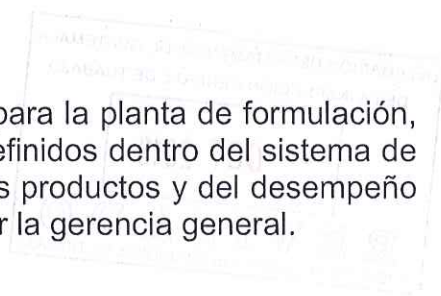 para la planta de formulación,
efinidos dentro del sistema de
s productos y del desempeño
r la gerencia general.